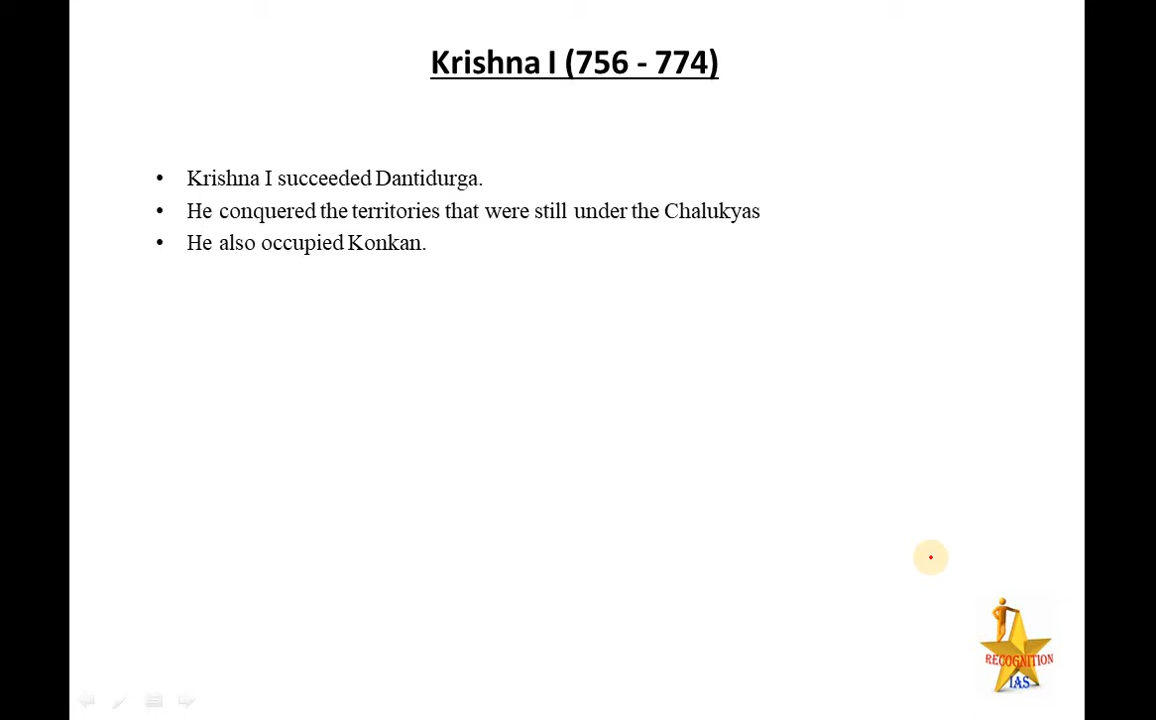 Krishna I (756 - 774)
• Krishna I succeeded Dantidurga.
• He conquered the territories that were still under the Chalukyas
• He also occupied Konkan.
RECOGNITION
IAS